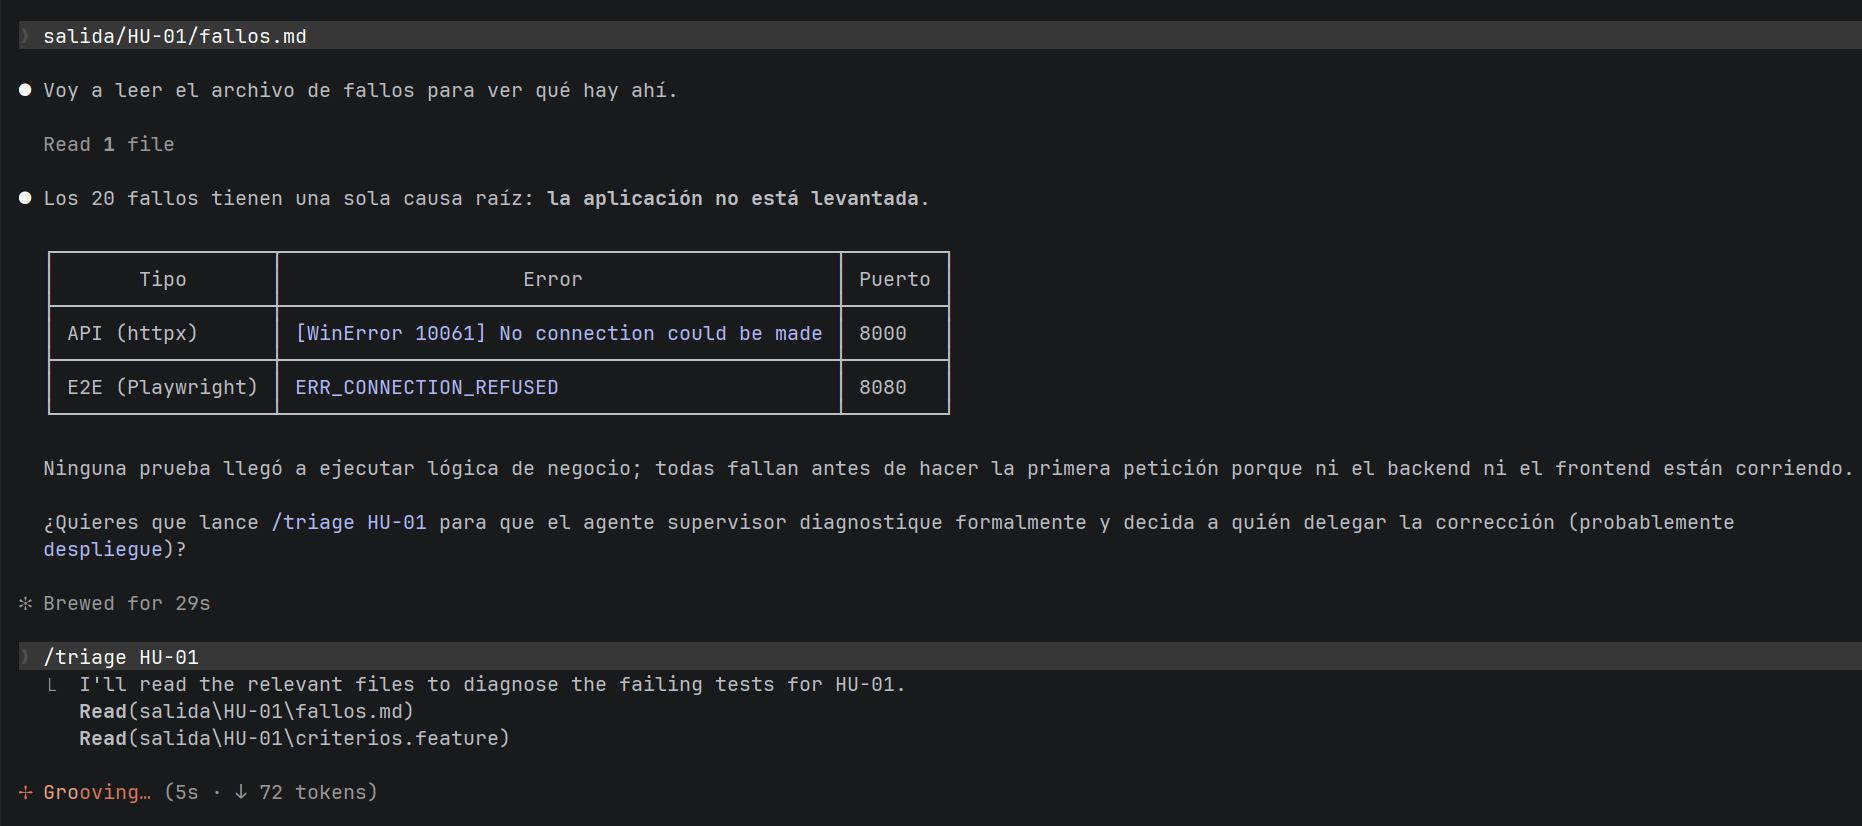 ❯ salida/HU-01/fallos.md
● Voy a leer el archivo de fallos para ver qué hay ahí.
Read 1 file
● Los 20 fallos tienen una sola causa raíz: la aplicación no está levantada.
Tipo Error Puerto
API (httpx) [WinError 10061] No connection could be made 8000
E2E (Playwright) ERR_CONNECTION_REFUSED 8080
Ninguna prueba llegó a ejecutar lógica de negocio; todas fallan antes de hacer la primera petición porque ni el backend ni el frontend están corriendo.
¿Quieres que lance /triage HU-01 para que el agente supervisor diagnostique formalmente y decida a quién delegar la corrección (probablemente
despliegue)?
✻ Brewed for 29s
❯ /triage HU-01
⎿ I'll read the relevant files to diagnose the failing tests for HU-01.
Read(salida\HU-01\fallos.md)
Read(salida\HU-01\criterios.feature)
✢ Grooving… (5s · ↓ 72 tokens)